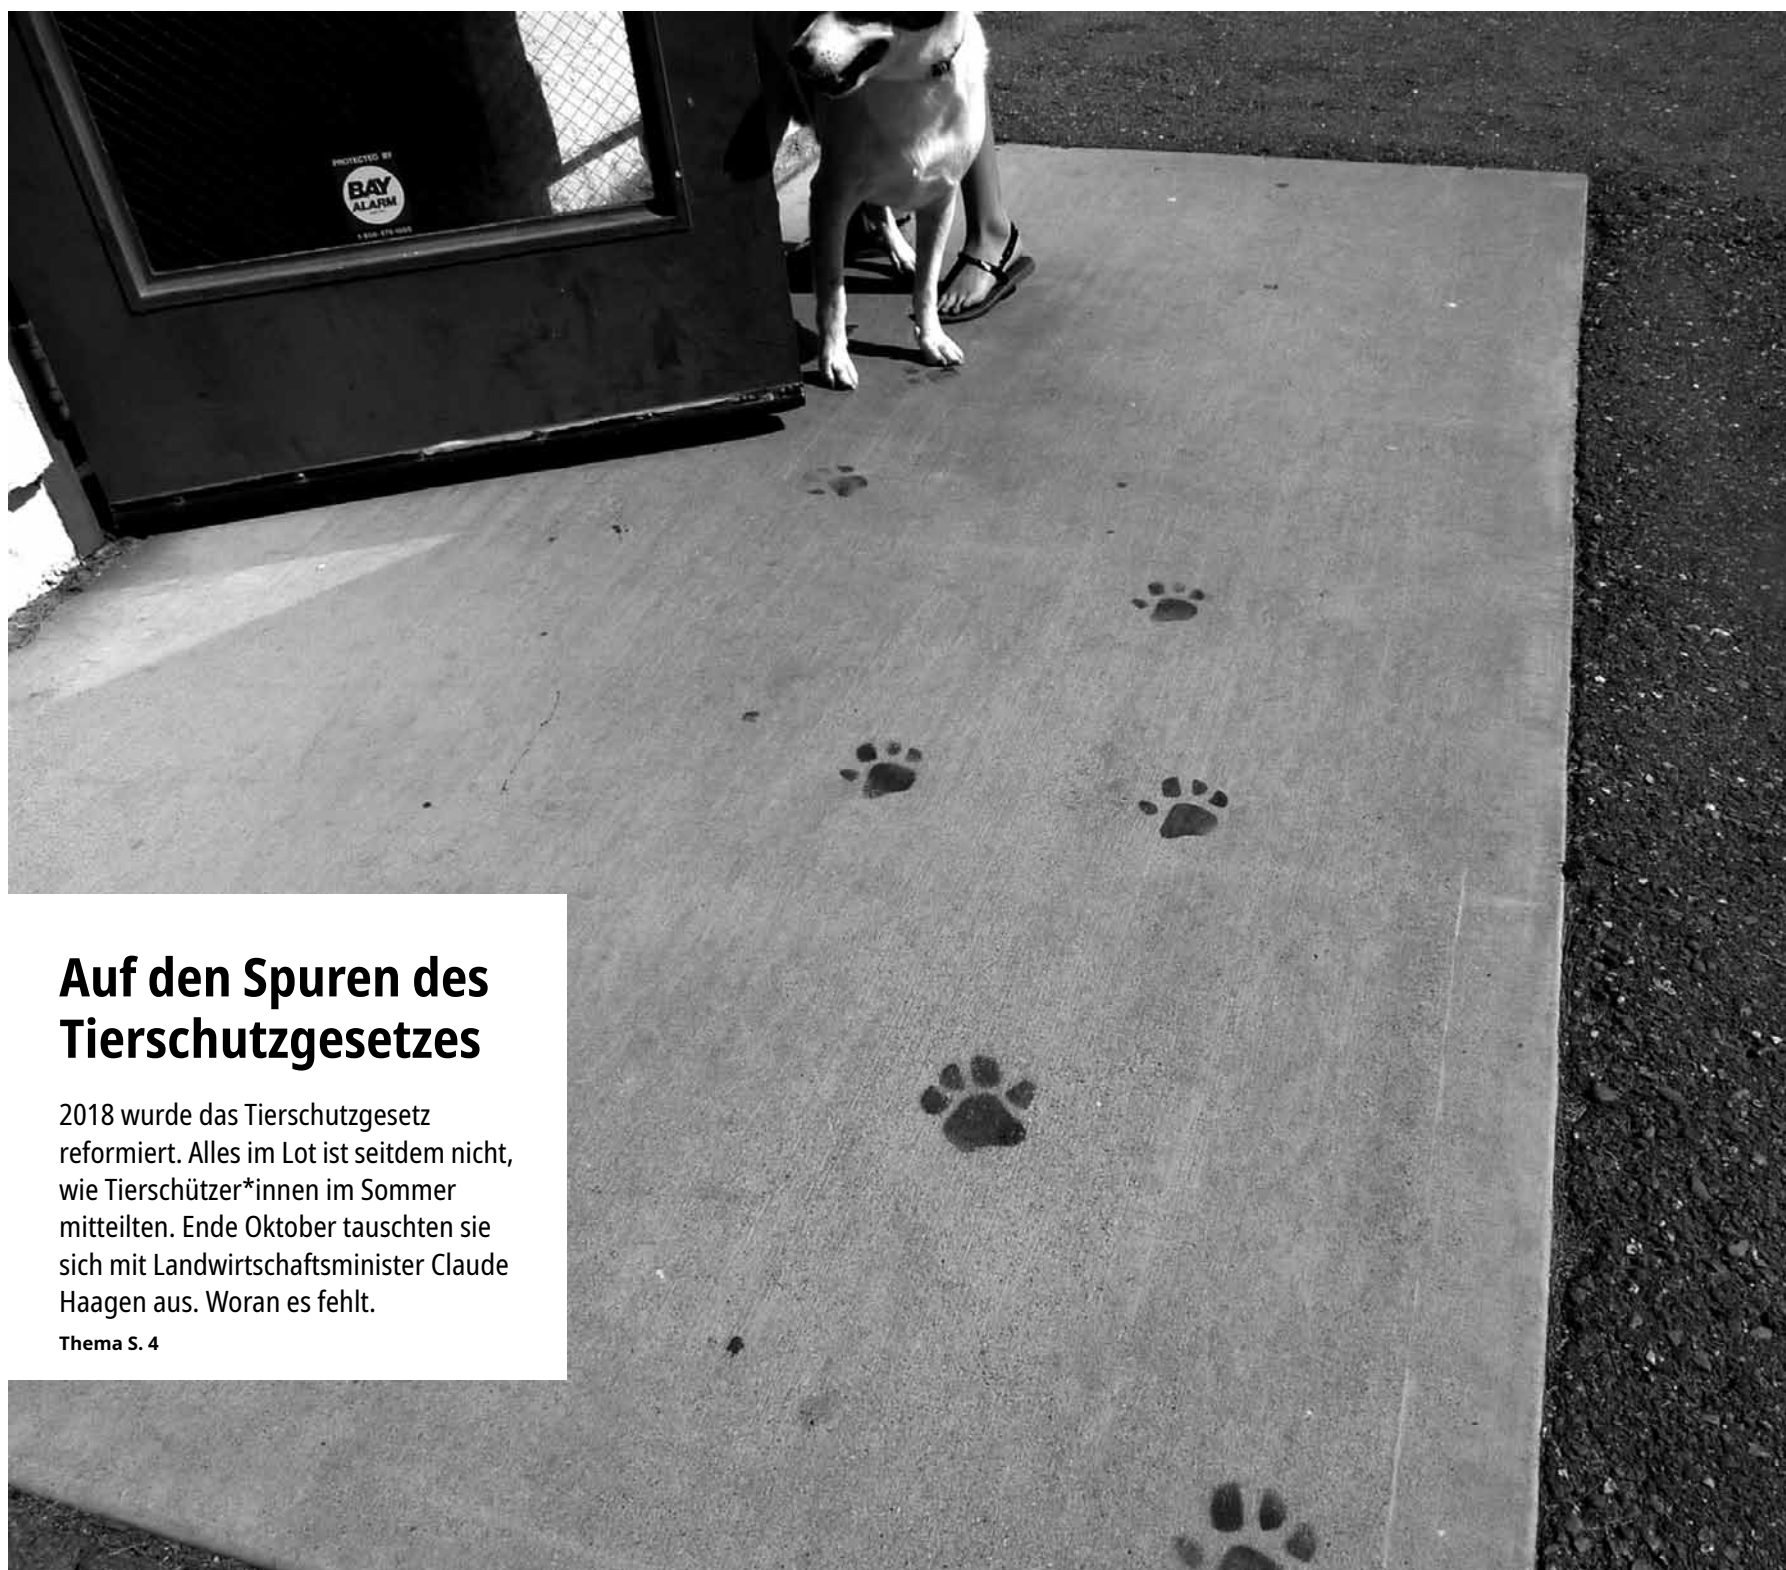 PROTECTED BY
BAY
ALARM
Auf den Spuren des
Tierschutzgesetzes
2018 wurde das Tierschutzgesetz
reformiert. Alles im Lot ist seitdem nicht,
wie Tierschützer*innen im Sommer
mitteilten. Ende Oktober tauschten sie
sich mit Landwirtschaftsminister Claude
Haagen aus. Woran es fehlt.
Thema S. 4